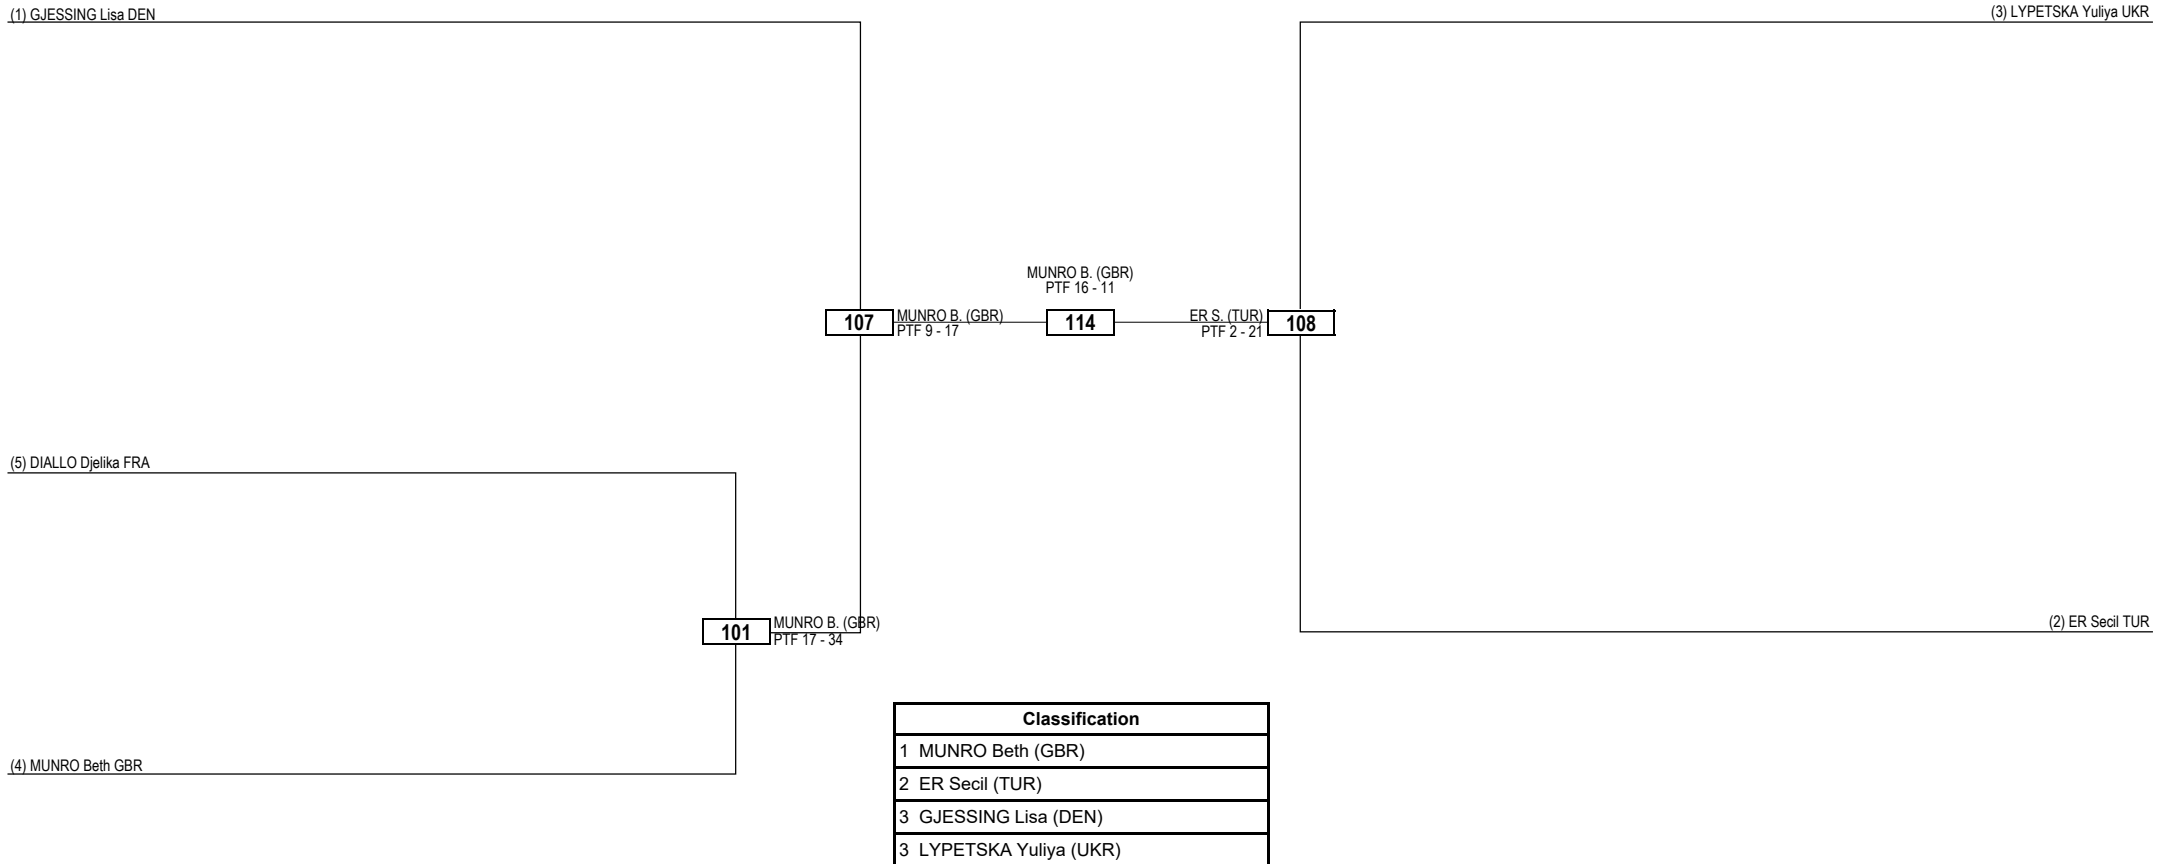 (1) GJESSING Lisa DEN
(3) LYPETSKA Yuliya UKR
MUNRO B. (GBR)
PTF 16 - 11
107
MUNRO B. (GBR)
PTF 9 - 17
114
ER S. (TUR)
PTF 2 - 21
108
(5) DIALLO Djelika FRA
101
MUNRO B. (GBR)
PTF 17 - 34
(2) ER Secil TUR
(4) MUNRO Beth GBR
Classification
1 MUNRO Beth (GBR)
2 ER Secil (TUR)
3 GJESSING Lisa (DEN)
3 LYPETSKA Yuliya (UKR)